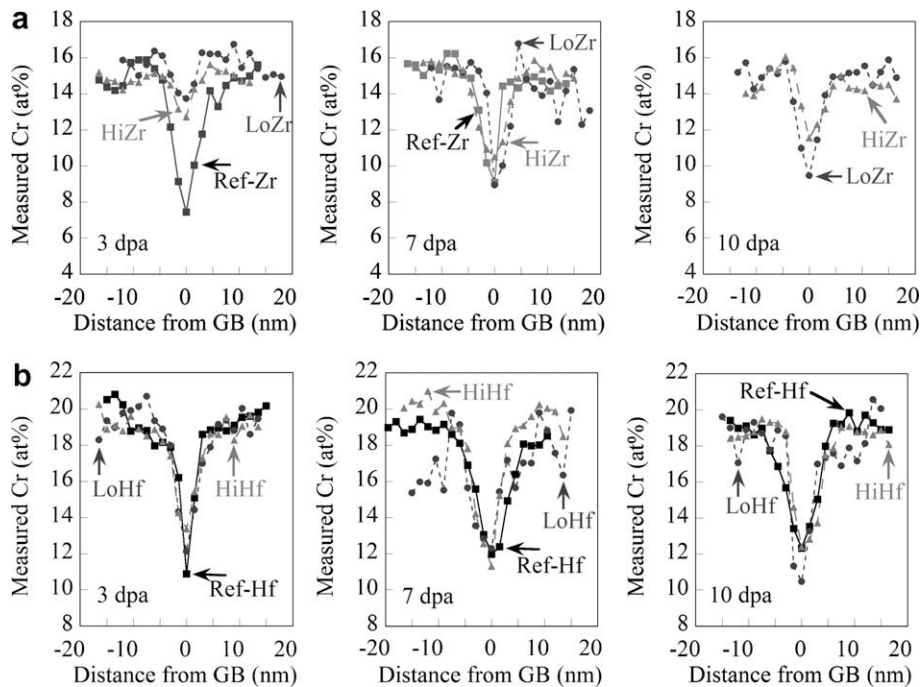 a
Measured Cr (at%)
18
16
14
12
10
8
6
4
HiZr
LoZr
Ref-Zr
3 dpa
-20 -10 0 10 20
Distance from GB (nm)
Measured Cr (at%)
18
16
14
12
10
8
6
4
LoZr
Ref-Zr
HiZr
7 dpa
-20 -10 0 10 20
Distance from GB (nm)
Measured Cr (at%)
18
16
14
12
10
8
6
4
HiZr
LoZr
10 dpa
-20 -10 0 10 20
Distance from GB (nm)
b
Measured Cr (at%)
22
20
18
16
14
12
10
8
LoHf
HiHf
Ref-Hf
3 dpa
-20 -10 0 10 20
Distance from GB (nm)
Measured Cr (at%)
22
20
18
16
14
12
10
8
HiHf
LoHf
Ref-Hf
7 dpa
-20 -10 0 10 20
Distance from GB (nm)
Measured Cr (at%)
22
20
18
16
14
12
10
8
Ref-Hf
LoHf
HiHf
10 dpa
-20 -10 0 10 20
Distance from GB (nm)